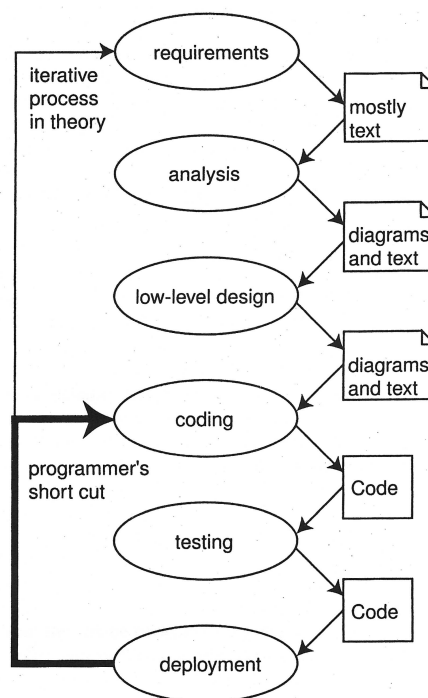 requirements
iterative
process
in theory
mostly
text
analysis
diagrams
and text
low-level design
diagrams
and text
coding
programmer's
short cut
Code
testing
Code
deployment